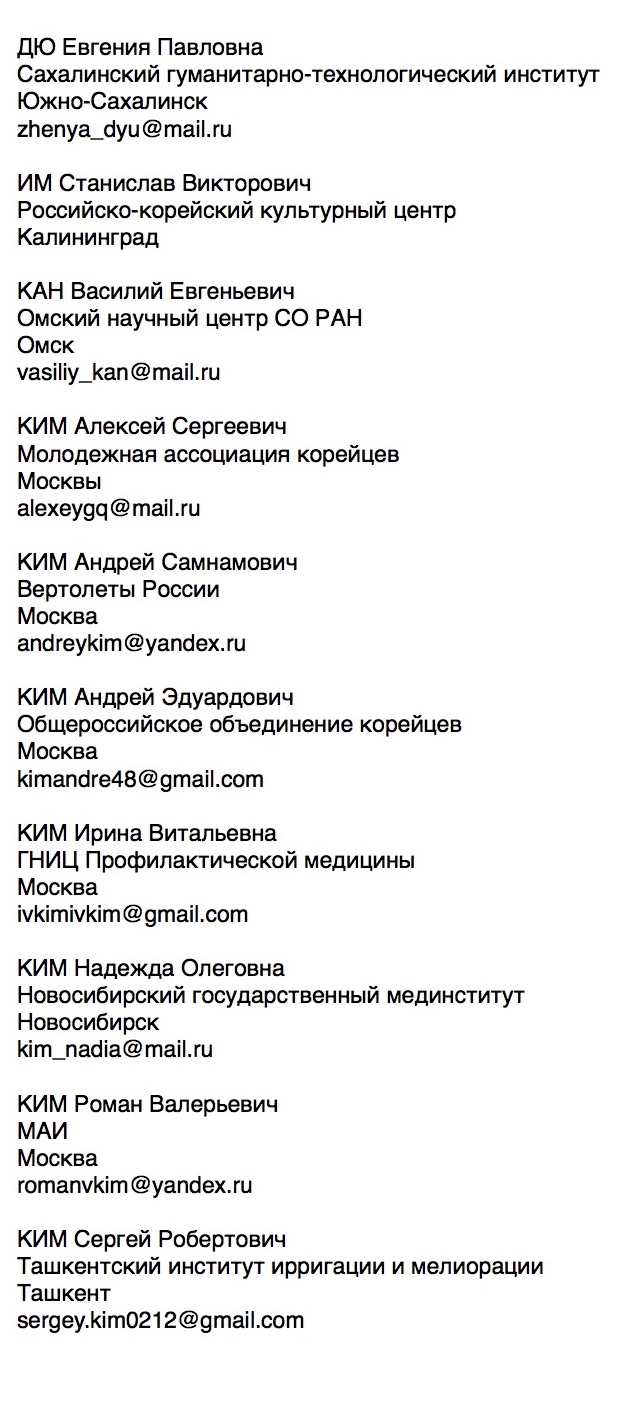 ДЮ Евгения Павловна
Сахалинский гуманитарно-технологический институт
Южно-Сахалинск
zhenya_dyu@mail.ru
ИМ Станислав Викторович
Российско-корейский культурный центр
Калининград
КАН Василий Евгеньевич
Омский научный центр СО РАН
Омск
vasiliy_kan@mail.ru
КИМ Алексей Сергеевич
Молодежная ассоциация корейцев
Москвы
alexeygq@mail.ru
КИМ Андрей Самнамович
Вертолеты России
Москва
andreykim@yandex.ru
КИМ Андрей Эдуардович
Общероссийское объединение корейцев
Москва
kimandre48@gmail.com
КИМ Ирина Витальевна
ГНИЦ Профилактической медицины
Москва
ivkimivkim@gmail.com
КИМ Надежда Олеговна
Новосибирский государственный мединститут
Новосибирск
kim_nadia@mail.ru
КИМ Роман Валерьевич
МАИ
Москва
romanvkim@yandex.ru
КИМ Сергей Робертович
Ташкентский институт ирригации и мелиорации
Ташкент
sergey.kim0212@gmail.com